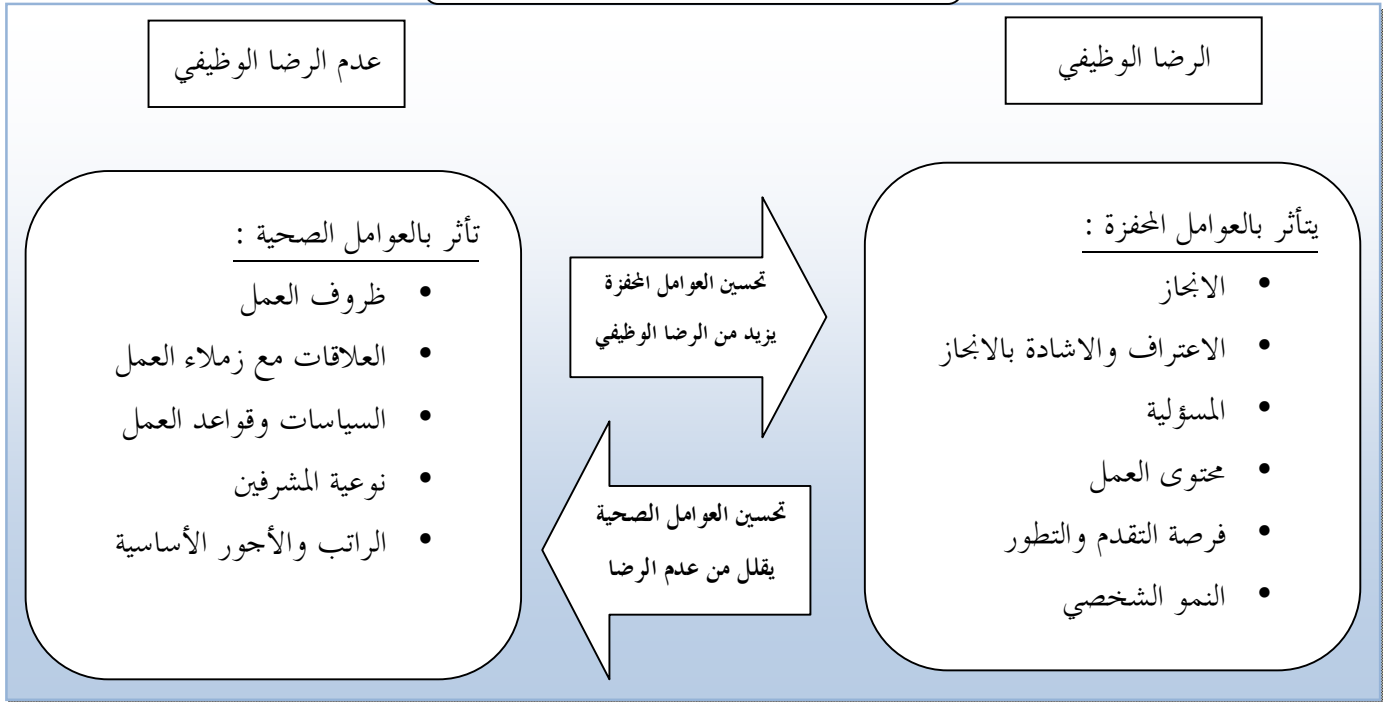 الرضا الوظيفي
عدم الرضا الوظيفي
يتأثر بالعوامل المحفزة :
• الانجاز
• الاعتراف والاشادة بالانجاز
• المسؤلية
• محتوى العمل
• فرصة التقدم والتطور
• النمو الشخصي
تحسين العوامل المحفزة
يزيد من الرضا الوظيفي
تحسين العوامل الصحية
يقلل من عدم الرضا
تأثر بالعوامل الصحية :
• ظروف العمل
• العلاقات مع زملاء العمل
• السياسات وقواعد العمل
• نوعية المشرفين
• الراتب والأجور الأساسية